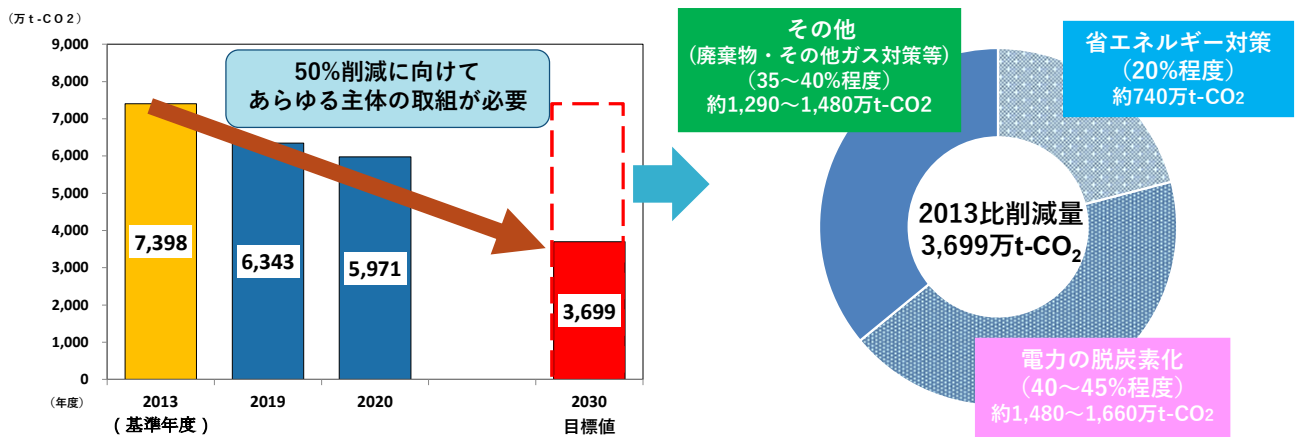 （万ｔ-ＣＯ２）
9,000
8,000
7,000
6,000
5,000
4,000
3,000
2,000
1,000
0
50%削減に向けて
あらゆる主体の取組が必要
7,398
6,343
5,971
3,699
（年度）
2013
2019
2020
2030
（基準年度）
目標値
その他
(廃棄物・その他ガス対策等)
（35～40%程度）
約1,290～1,480万t-CO2
省エネルギー対策
（20%程度）
約740万t-CO2
2013比削減量
3,699万t-CO2
電力の脱炭素化
（40～45%程度）
約1,480～1,660万t-CO2